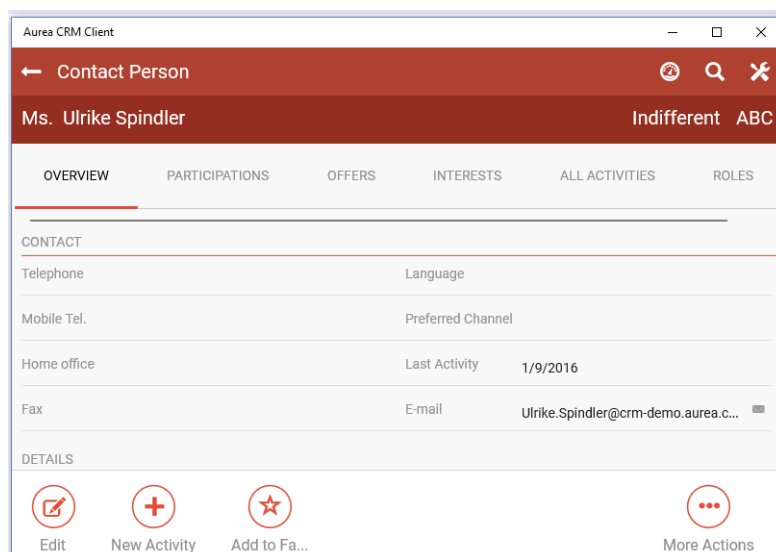 Aurea CRM Client
Contact Person
Ms. Ulrike Spindler Indifferent ABC
OVERVIEW PARTICIPATIONS OFFERS INTERESTS ALL ACTIVITIES ROLES
CONTACT
Telephone Language
Mobile Tel. Preferred Channel
Home office Last Activity 1/9/2016
Fax E-mail Ulrike.Spindler@crm-demo.aurea.c...
DETAILS
Edit New Activity Add to Fa... More Actions